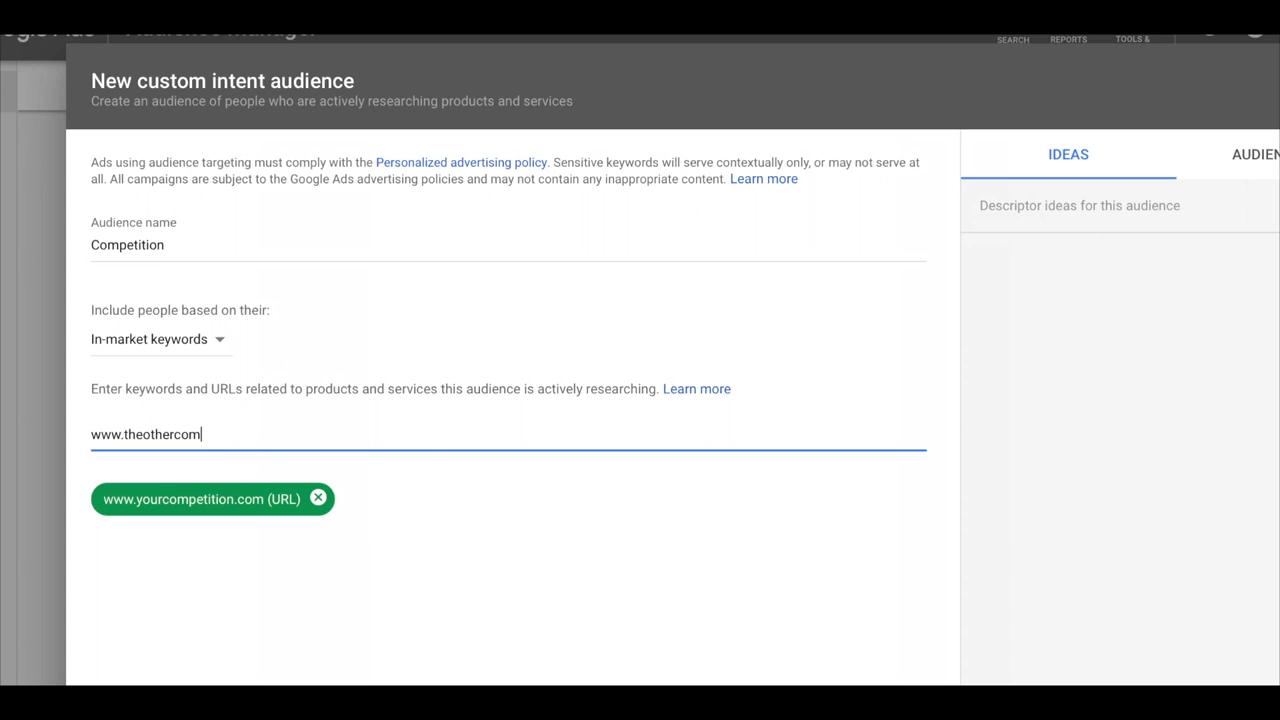 SEARCH REPORTS TOOLS &
New custom intent audience
Create an audience of people who are actively researching products and services
Ads using audience targeting must comply with the Personalized advertising policy. Sensitive keywords will serve contextually only, or may not serve at
all. All campaigns are subject to the Google Ads advertising policies and may not contain any inappropriate content. Learn more
IDEAS
AUDIEN
Descriptor ideas for this audience
Audience name
Competition
Include people based on their:
In-market keywords
Enter keywords and URLs related to products and services this audience is actively researching. Learn more
www.theothercom
www.yourcompetition.com (URL)